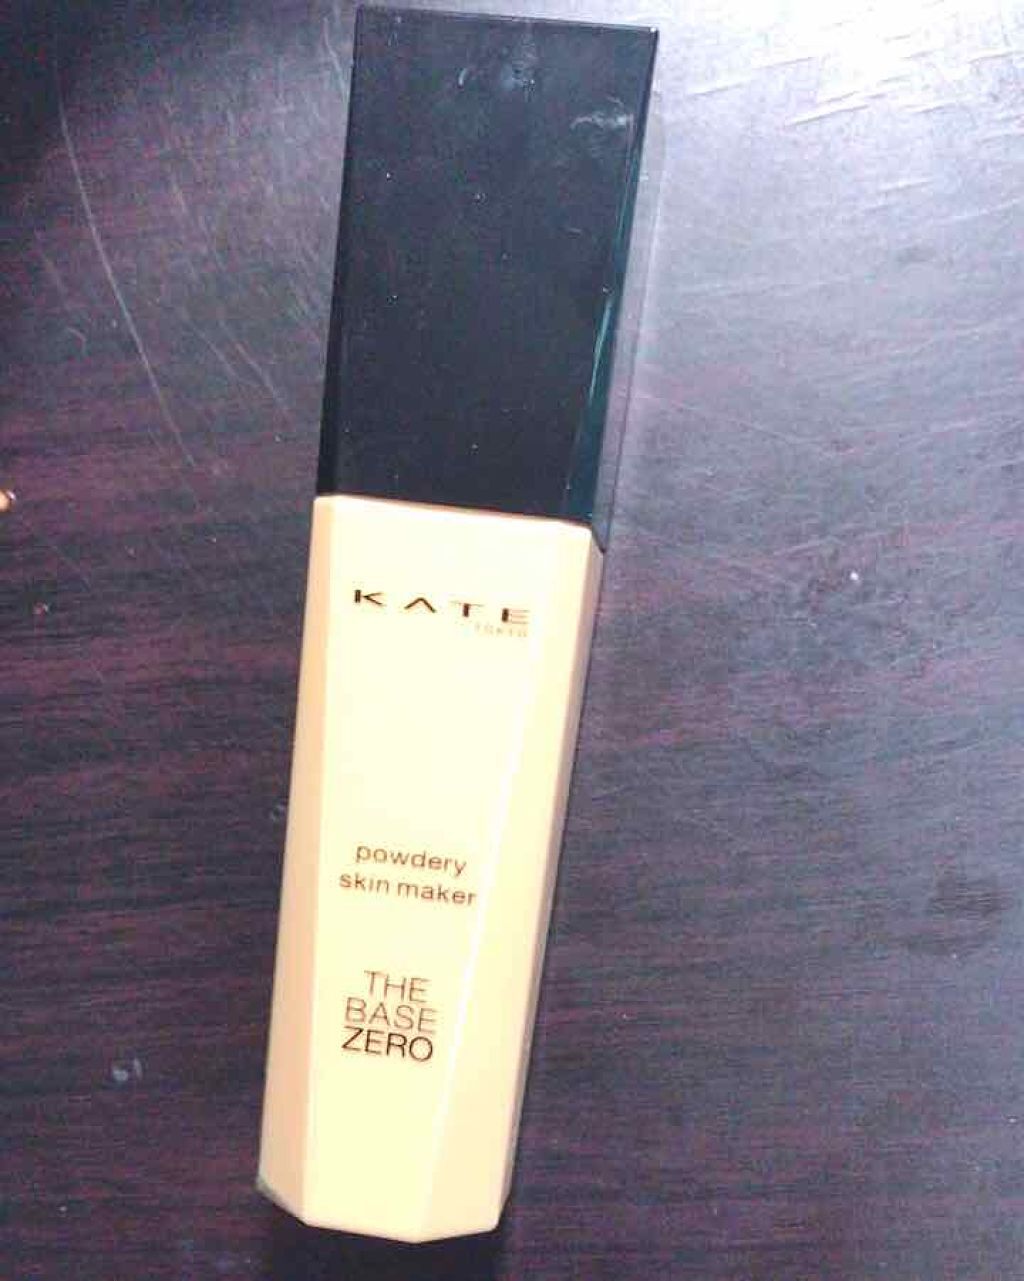 KATE
TOKYO
powdery
skin maker
THE
BASE
ZERO